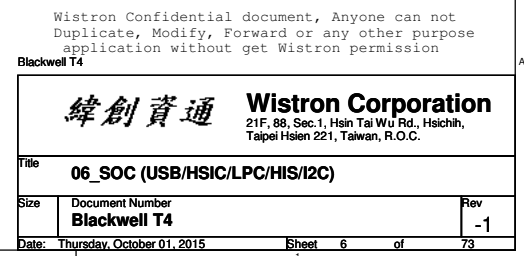 Wistron Confidential document, Anyone can not
Duplicate, Modify, Forward or any other purpose
application without get Wistron permission
Blackwell T4
A
緯創資通
Wistron Corporation
21F, 88, Sec.1, Hsin Tai Wu Rd., Hsichih,
Taipei Hsien 221, Taiwan, R.O.C.
Title
06_SOC (USB/HSIC/LPC/HIS/I2C)
Size Document Number Rev
Blackwell T4 -1
Date: Thursday, October 01, 2015 Sheet 6 of 73